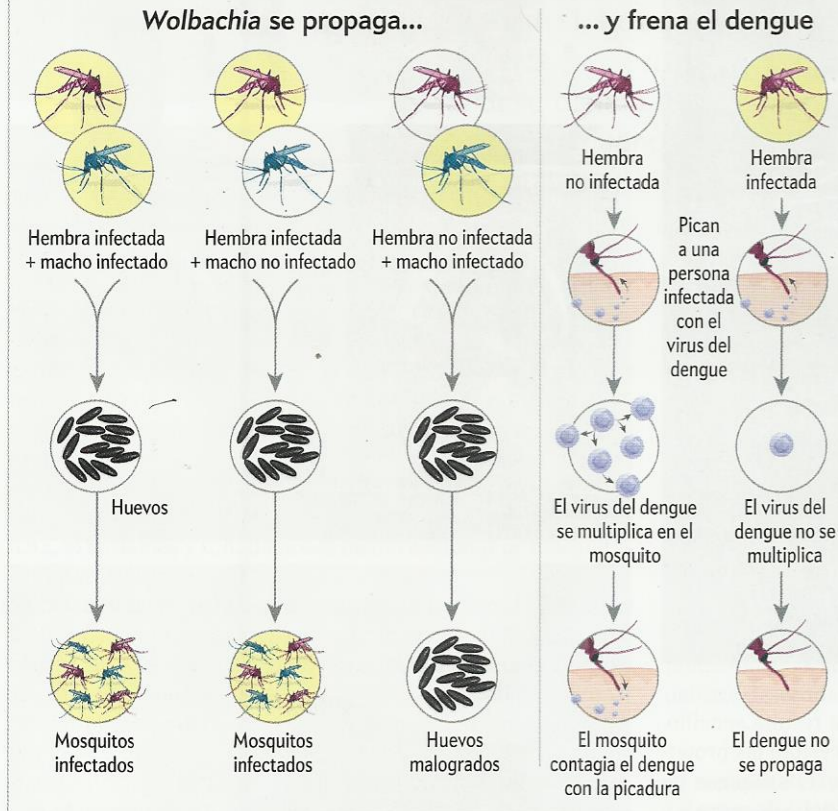 Wolbachia se propaga...
Hembra infectada
+ macho infectado
Hembra infectada
+ macho no infectado
Hembra no infectada
+ macho infectado
Huevos
Mosquitos
infectados
Mosquitos
infectados
Huevos
malogrados
... y frena el dengue
Hembra
no infectada
Hembra
infectada
Pican
a una
persona
infectada
con el
virus del
dengue
El virus del dengue
se multiplica en el
mosquito
El virus del
dengue no se
multiplica
El mosquito
contagia el dengue
con la picadura
El dengue no
se propaga